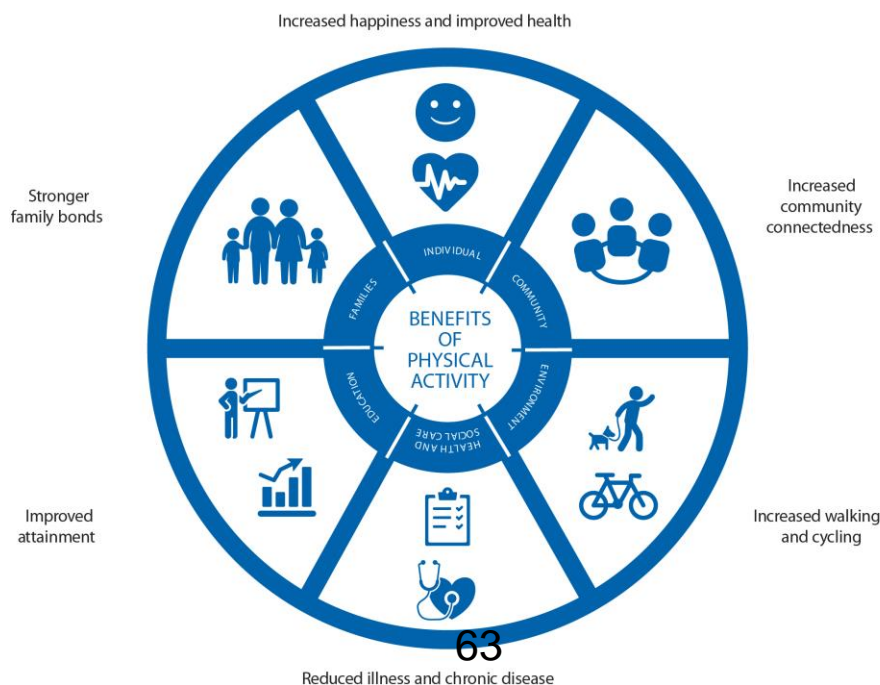 Increased happiness and improved health
Stronger
family bonds
Increased
community
connectedness
INDIVIDUAL
FAMILIES
COMMUNITY
BENEFITS
OF
PHYSICAL
ACTIVITY
EDUCATION
ENVIRONMENT
HEALTH AND
SOCIAL CARE
Improved
attainment
Increased walking
and cycling
63
Reduced illness and chronic disease